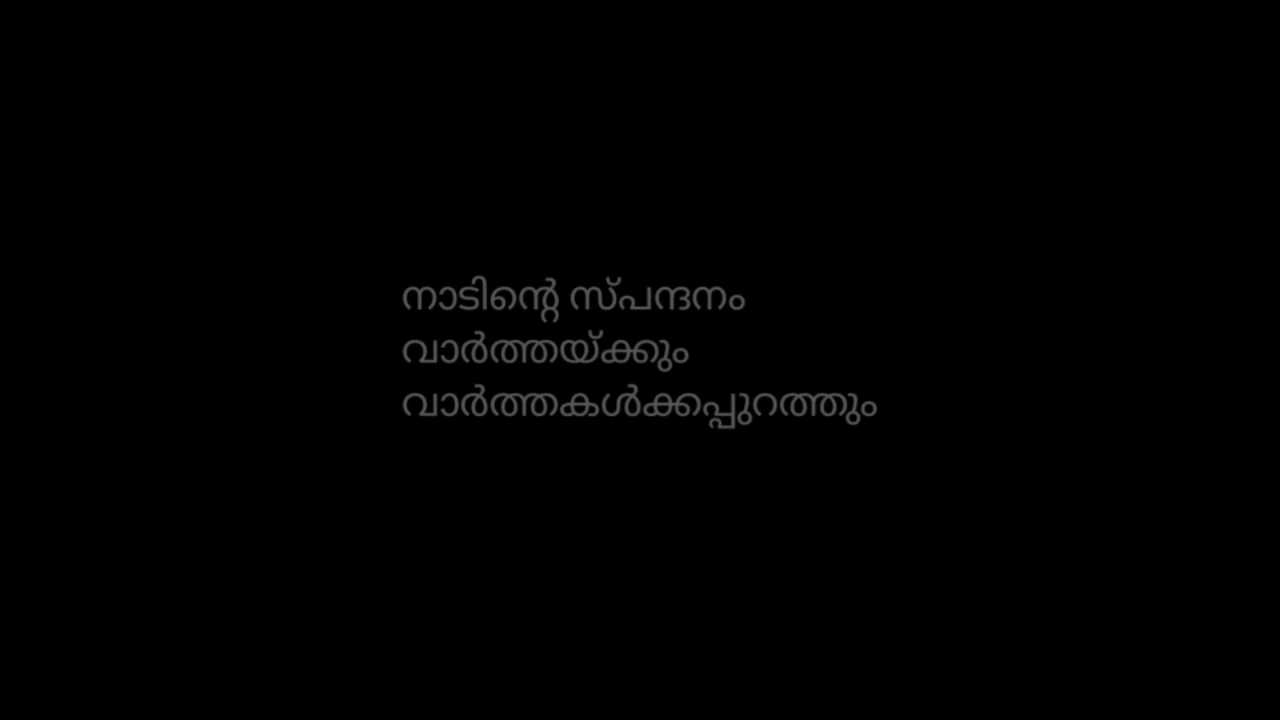 നാടിന്റെ സ്പന്ദനം
വാർത്തയ്ക്കും
വാർത്തകൾക്കപ്പുറത്തും